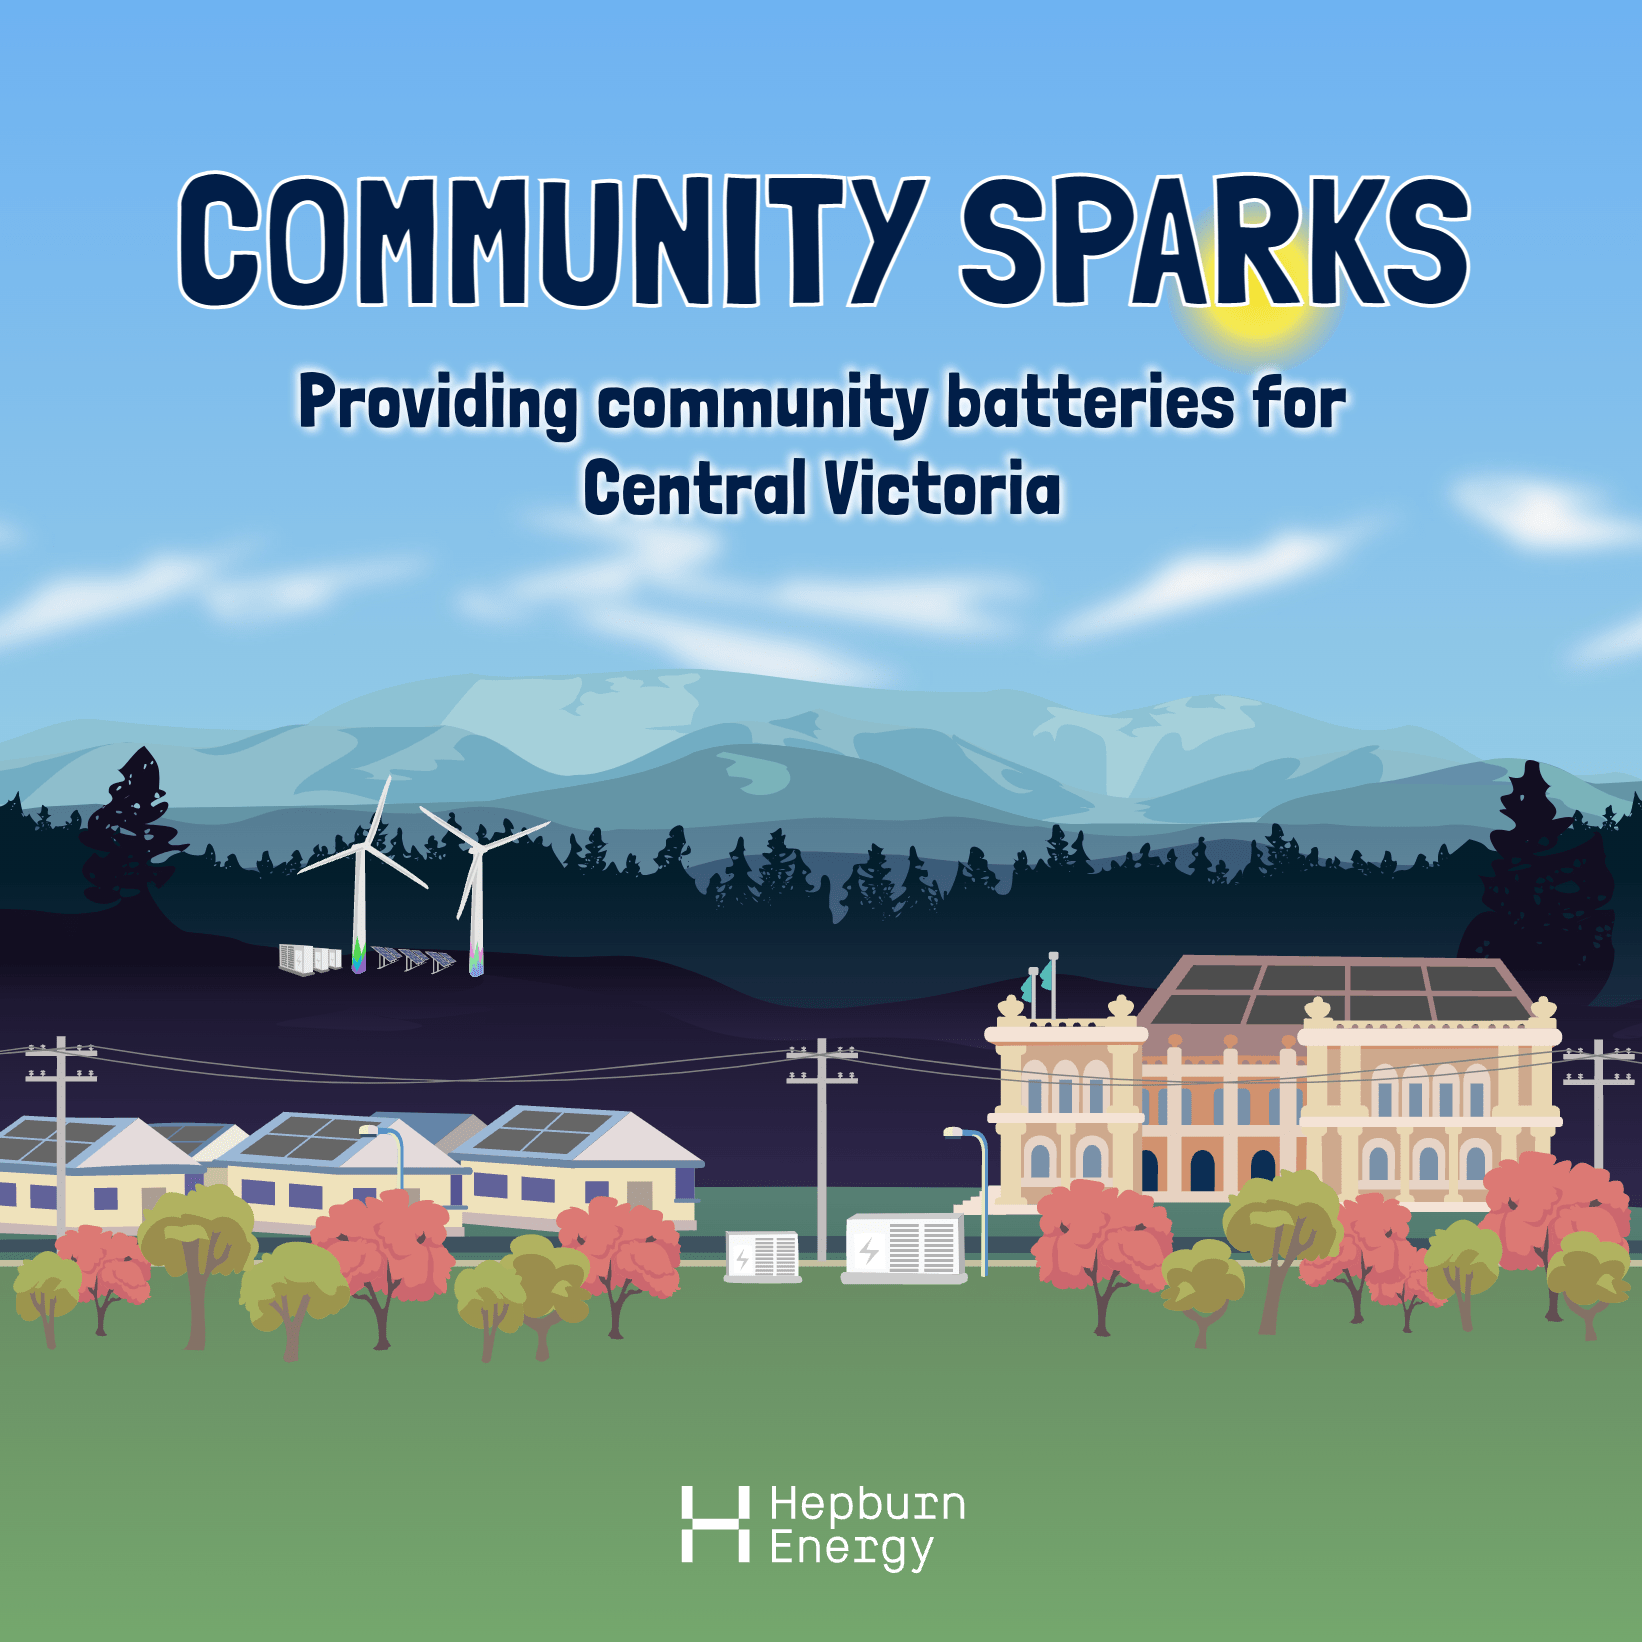 COMMUNITY SPARKS
Providing community batteries for
Central Victoria
Hepburn
Energy